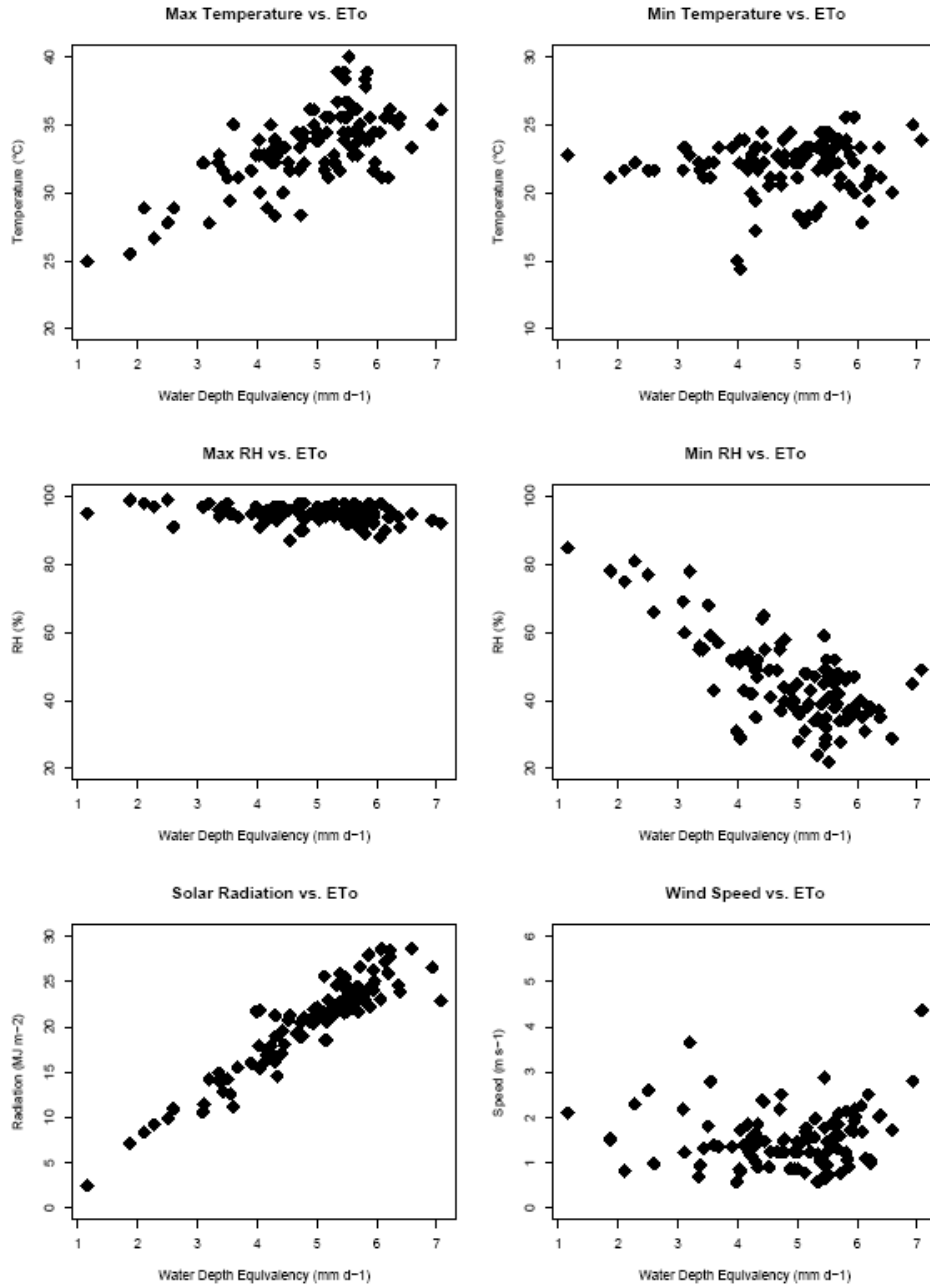 Max Temperature vs. ETo
Temperature (°C)
40
35
30
25
20
1 2 3 4 5 6 7
Water Depth Equivalency (mm d−1)
Min Temperature vs. ETo
Temperature (°C)
30
25
20
15
10
1 2 3 4 5 6 7
Water Depth Equivalency (mm d−1)
Max RH vs. ETo
RH (%)
100
80
60
40
20
1 2 3 4 5 6 7
Water Depth Equivalency (mm d−1)
Min RH vs. ETo
RH (%)
100
80
60
40
20
1 2 3 4 5 6 7
Water Depth Equivalency (mm d−1)
Solar Radiation vs. ETo
Radiation (MJ m−2)
30
25
20
15
10
5
0
1 2 3 4 5 6 7
Water Depth Equivalency (mm d−1)
Wind Speed vs. ETo
Speed (m s−1)
6
5
4
3
2
1
0
1 2 3 4 5 6 7
Water Depth Equivalency (mm d−1)